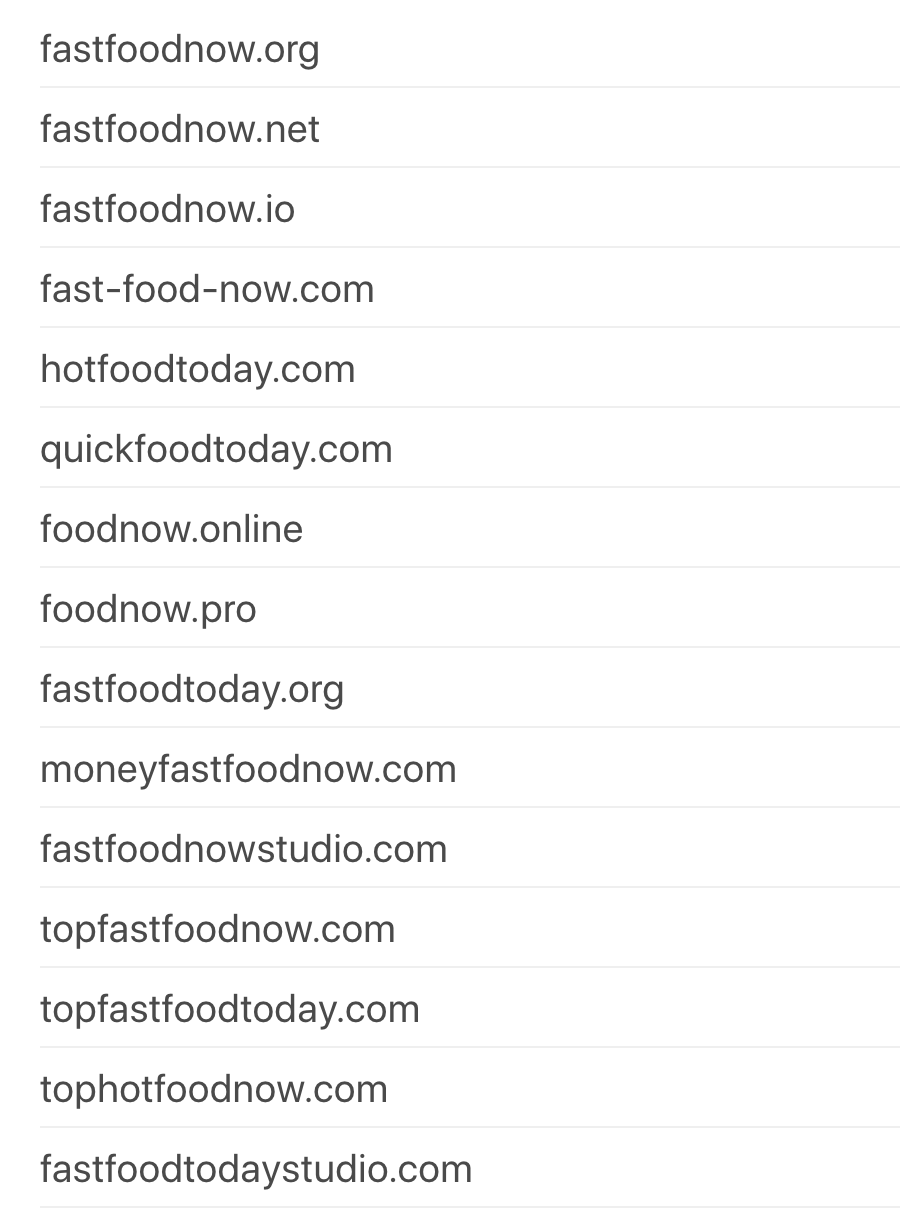 fastfoodnow.org
fastfoodnow.net
fastfoodnow.io
fast-food-now.com
hotfoodtoday.com
quickfoodtoday.com
foodnow.online
foodnow.pro
fastfoodtoday.org
moneyfastfoodnow.com
fastfoodnowstudio.com
topfastfoodnow.com
topfastfoodtoday.com
tophotfoodnow.com
fastfoodtodaystudio.com